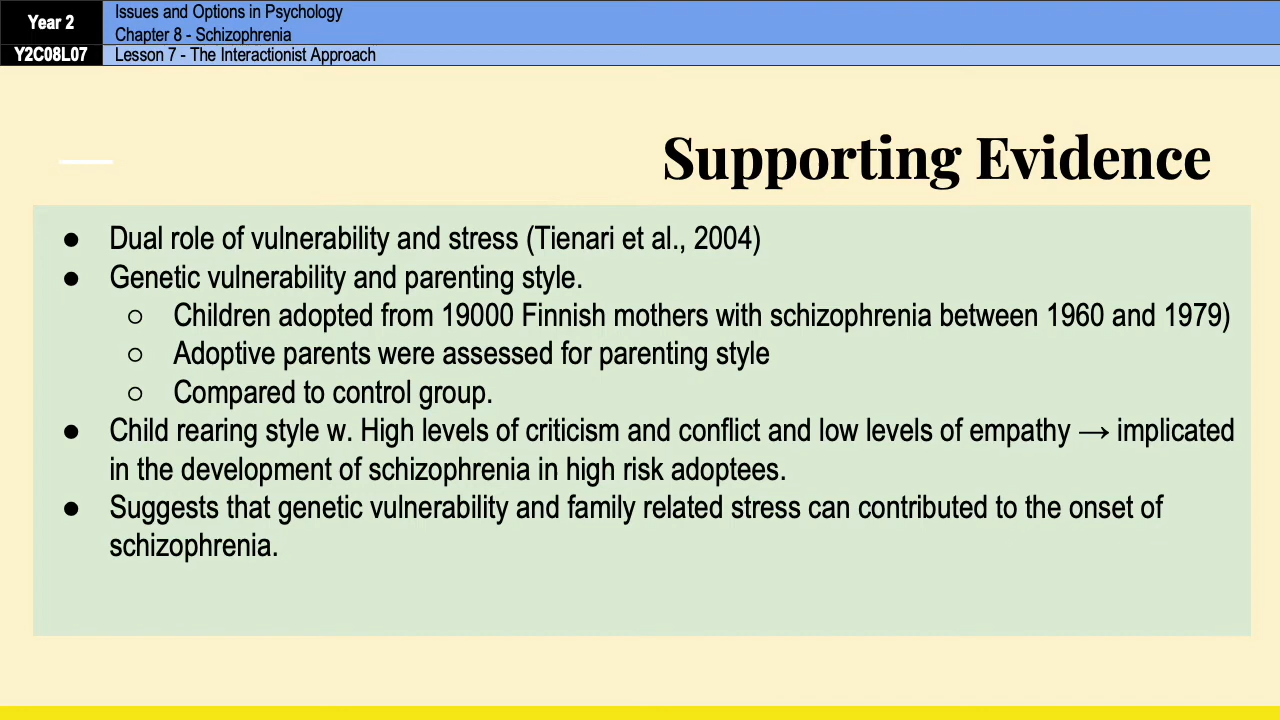 Year 2
Issues and Options in Psychology
Chapter 8 - Schizophrenia
Y2C08L07
Lesson 7 - The Interactionist Approach
Supporting Evidence
● Dual role of vulnerability and stress (Tienari et al., 2004)
● Genetic vulnerability and parenting style.
○ Children adopted from 19000 Finnish mothers with schizophrenia between 1960 and 1979)
○ Adoptive parents were assessed for parenting style
○ Compared to control group.
● Child rearing style w. High levels of criticism and conflict and low levels of empathy → implicated
in the development of schizophrenia in high risk adoptees.
● Suggests that genetic vulnerability and family related stress can contributed to the onset of
schizophrenia.